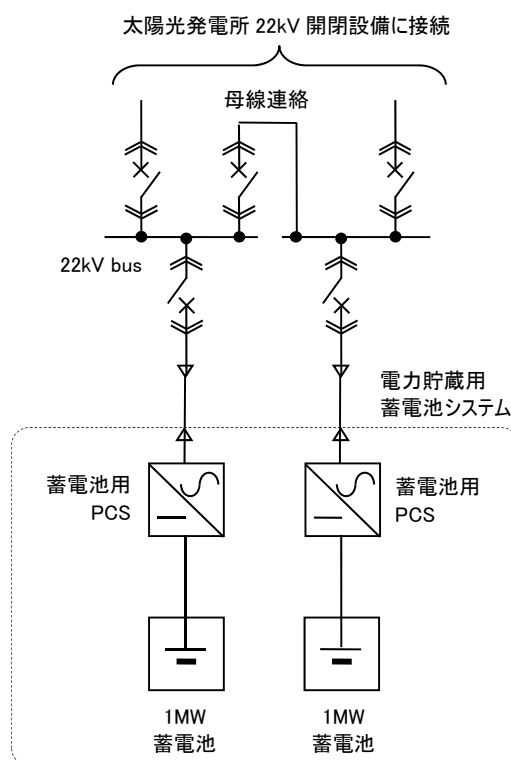 太陽光発電所 22kV 開閉設備に接続
母線連絡
22kV bus
電力貯蔵用
蓄電池システム
蓄電池用
PCS
蓄電池用
PCS
1MW
蓄電池
1MW
蓄電池